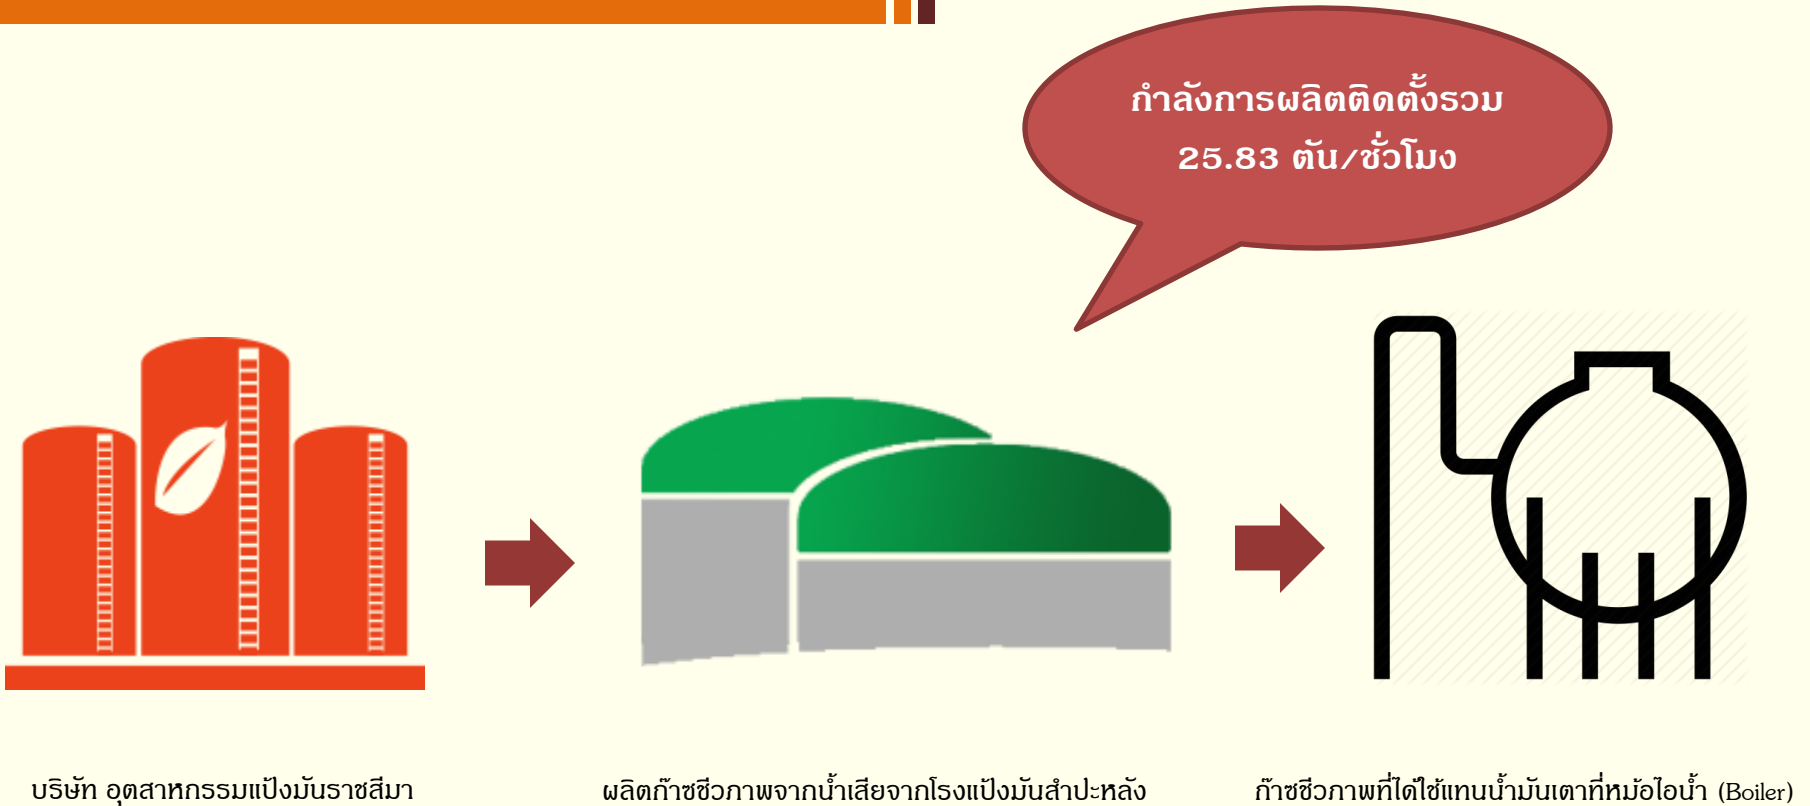 กำลังการผลิตติดตั้งรวม
25.83 ตัน/ชั่วโมง
บริษัท อุตสาหกรรมแป้งมันราชสีมา
ผลิตก๊าซชีวภาพจากน้ำเสียจากโรงแป้งมันสำปะหลัง
ก๊าซชีวภาพที่ได้ใช้แทนน้ำมันเตาที่หม้อไอน้ำ (Boiler)